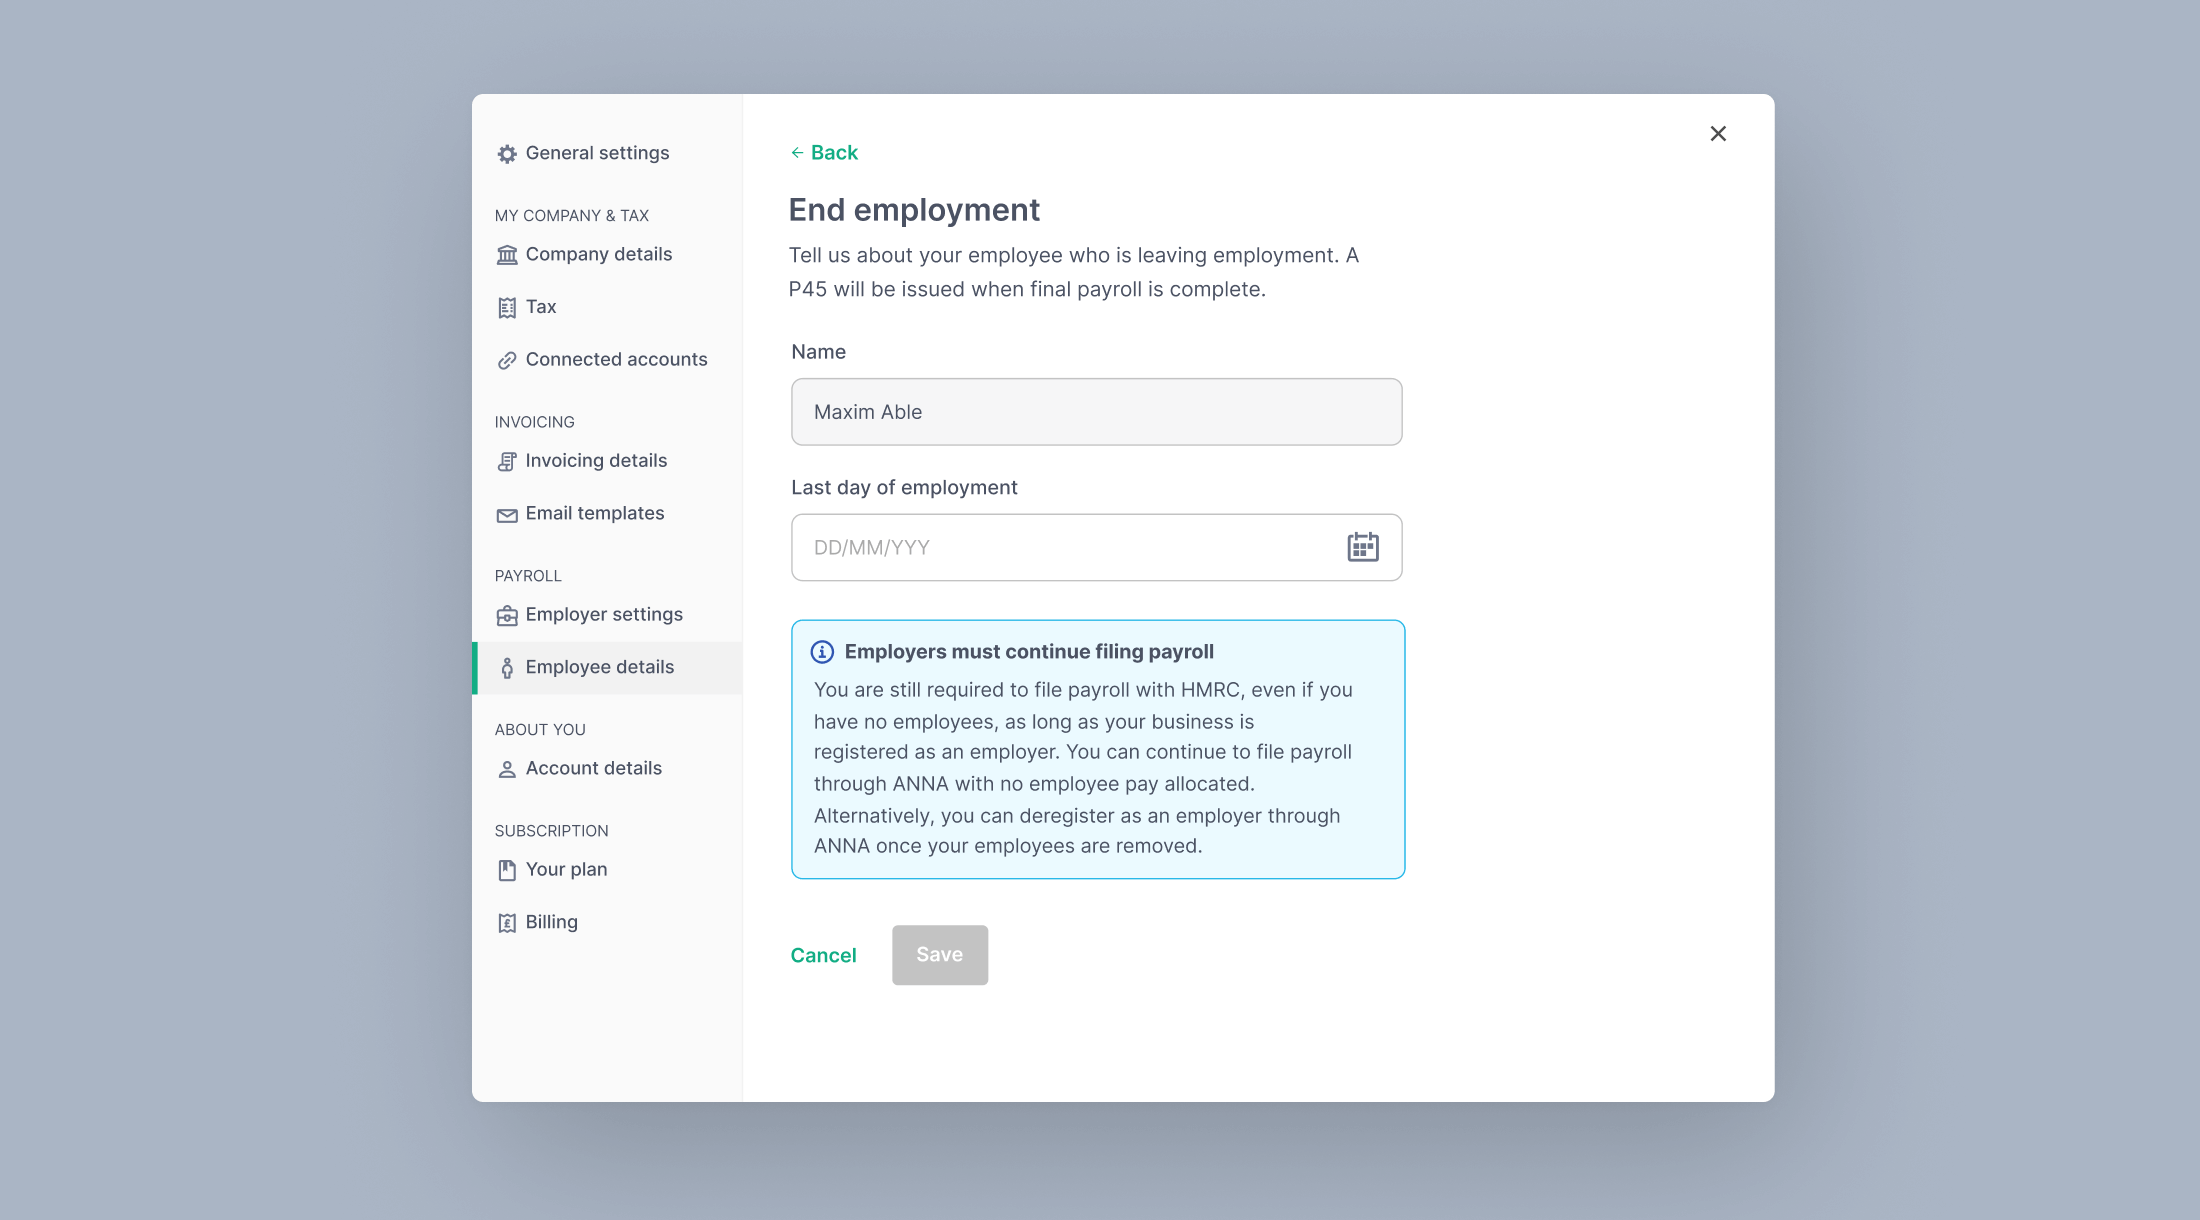 General settings
MY COMPANY & TAX
Company details
Tax
Connected accounts
INVOICING
Invoicing details
Email templates
PAYROLL
Employer settings
Employee details
ABOUT YOU
Account details
SUBSCRIPTION
Your plan
Billing
← Back
End employment
Tell us about your employee who is leaving employment. A
P45 will be issued when final payroll is complete.
Name
Maxim Able
Last day of employment
DD/MM/YYY
Employers must continue filing payroll
You are still required to file payroll with HMRC, even if you
have no employees, as long as your business is
registered as an employer. You can continue to file payroll
through ANNA with no employee pay allocated.
Alternatively, you can deregister as an employer through
ANNA once your employees are removed.
Cancel
Save